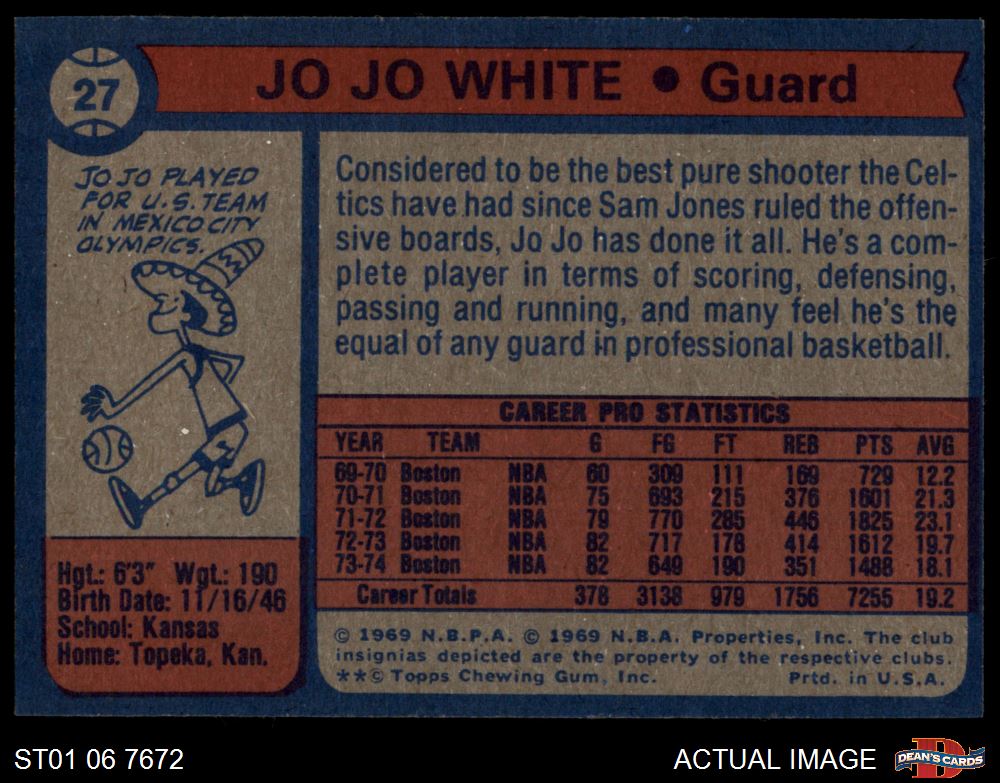 27
JO JO WHITE • Guard
JO JO PLAYED
FOR U.S. TEAM
IN MEXICO CITY
OLYMPICS.
Considered to be the best pure shooter the Cel-
tics have had since Sam Jones ruled the offen-
sive boards, Jo Jo has done it all. He's a com-
plete player in terms of scoring, defensing,
passing and running, and many feel he's the
equal of any guard in professional basketball.
CAREER PRO STATISTICS
YEAR TEAM G FG FT REB PTS AVG
69-70 Boston NBA 60 309 111 169 729 12.2
70-71 Boston NBA 75 693 215 376 1601 21.3
71-72 Boston NBA 79 770 285 446 1825 23.1
72-73 Boston NBA 82 717 178 414 1612 19.7
73-74 Boston NBA 82 649 190 351 1488 18.1
Career Totals 378 3138 979 1756 7255 19.2
Hgt.: 6'3" Wgt.: 190
Birth Date: 11/16/46
School: Kansas
Home: Topeka, Kan.
© 1969 N.B.P.A. © 1969 N.B.A. Properties, Inc. The club
insignias depicted are the property of the respective clubs.
**© Topps Chewing Gum, Inc. Prtd. in U.S.A.
ST01 06 7672
ACTUAL IMAGE
D
DEAN'S CARDS